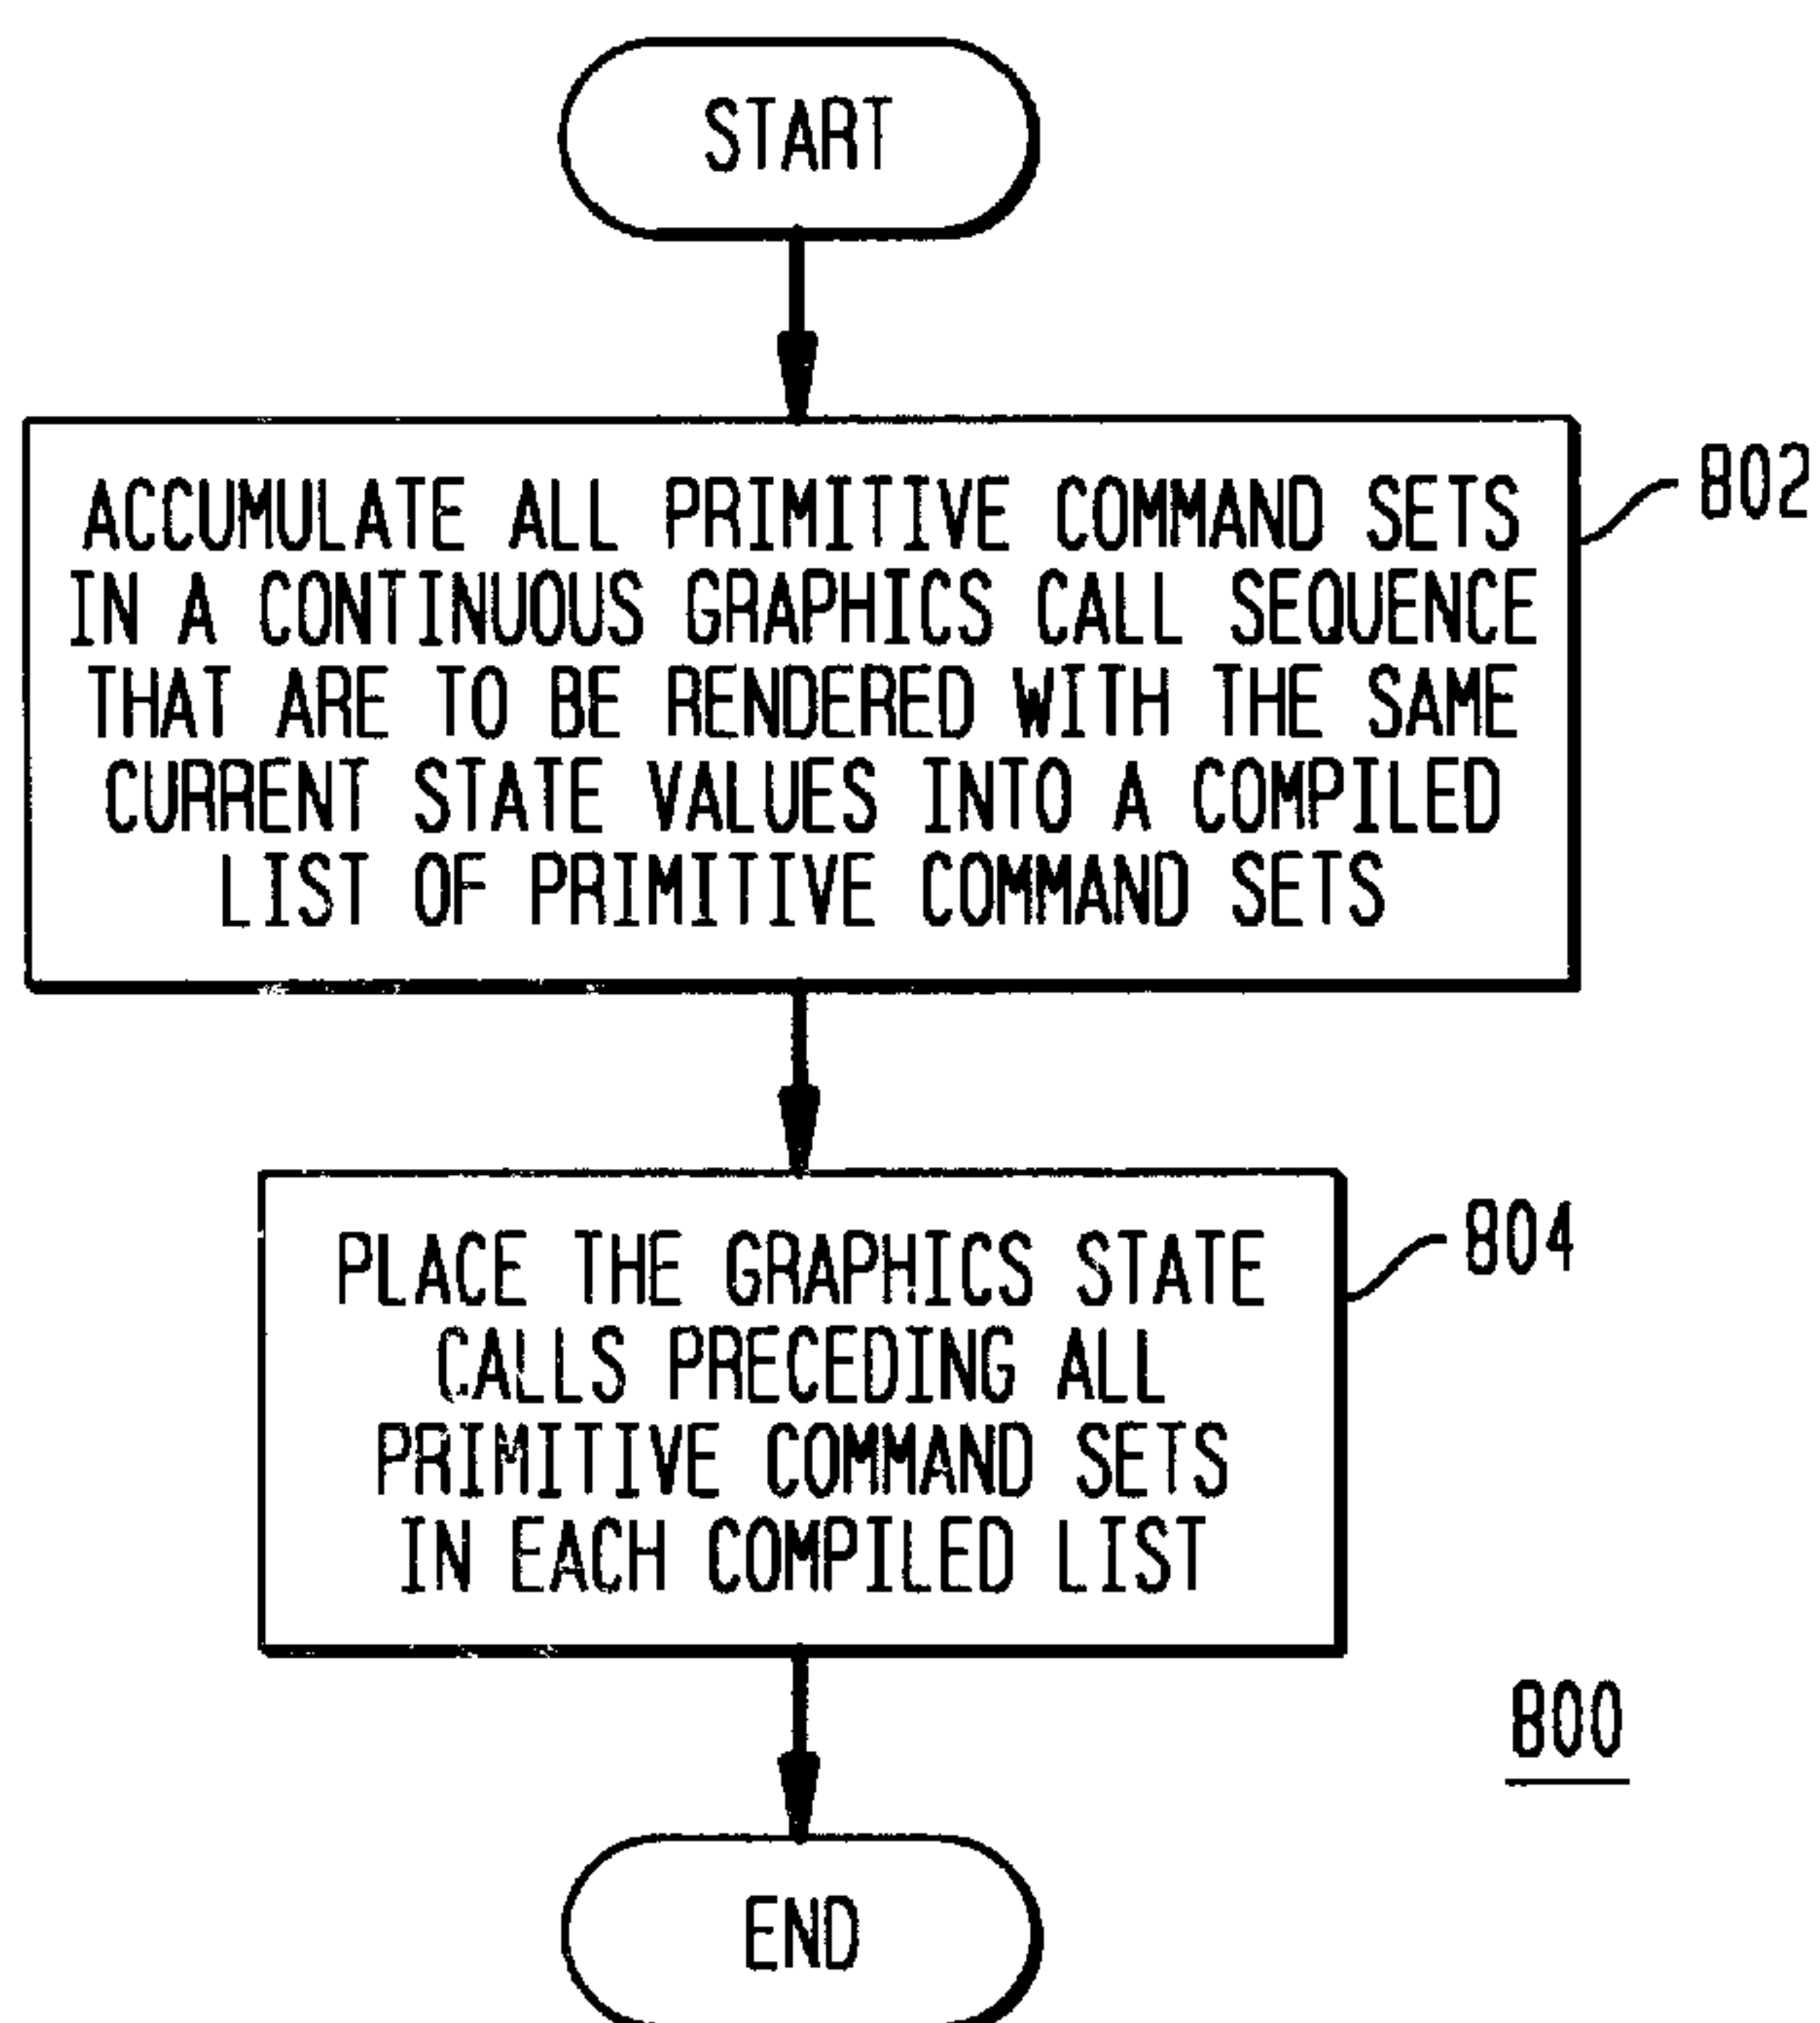 START
ACCUMULATE ALL PRIMITIVE COMMAND SETS
IN A CONTINUOUS GRAPHICS CALL SEQUENCE
THAT ARE TO BE RENDERED WITH THE SAME
CURRENT STATE VALUES INTO A COMPILED
LIST OF PRIMITIVE COMMAND SETS
802
PLACE THE GRAPHICS STATE
CALLS PRECEDING ALL
PRIMITIVE COMMAND SETS
IN EACH COMPILED LIST
804
800
END